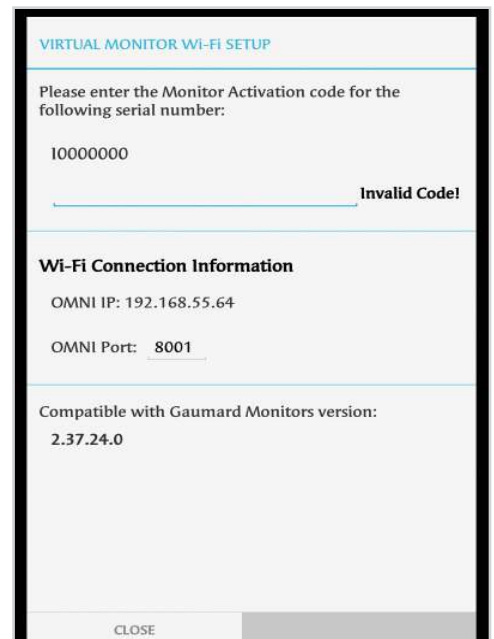 VIRTUAL MONITOR Wi-Fi SETUP
Please enter the Monitor Activation code for the
following serial number:
I0000000
Invalid Code!
Wi-Fi Connection Information
OMNI IP: 192.168.55.64
OMNI Port: 8001
Compatible with Gaumard Monitors version:
2.37.24.0
CLOSE